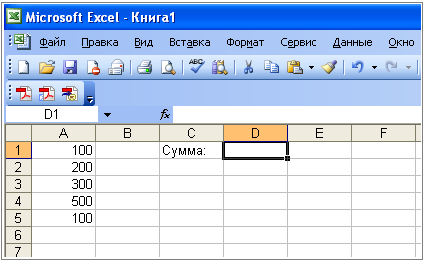 Microsoft Excel - Книга1
Файл Правка Вид Вставка Формат Сервис Данные Окно
D1 fx
A B C D E F
1 100 Сумма:
2 200
3 300
4 500
5 100
6
7